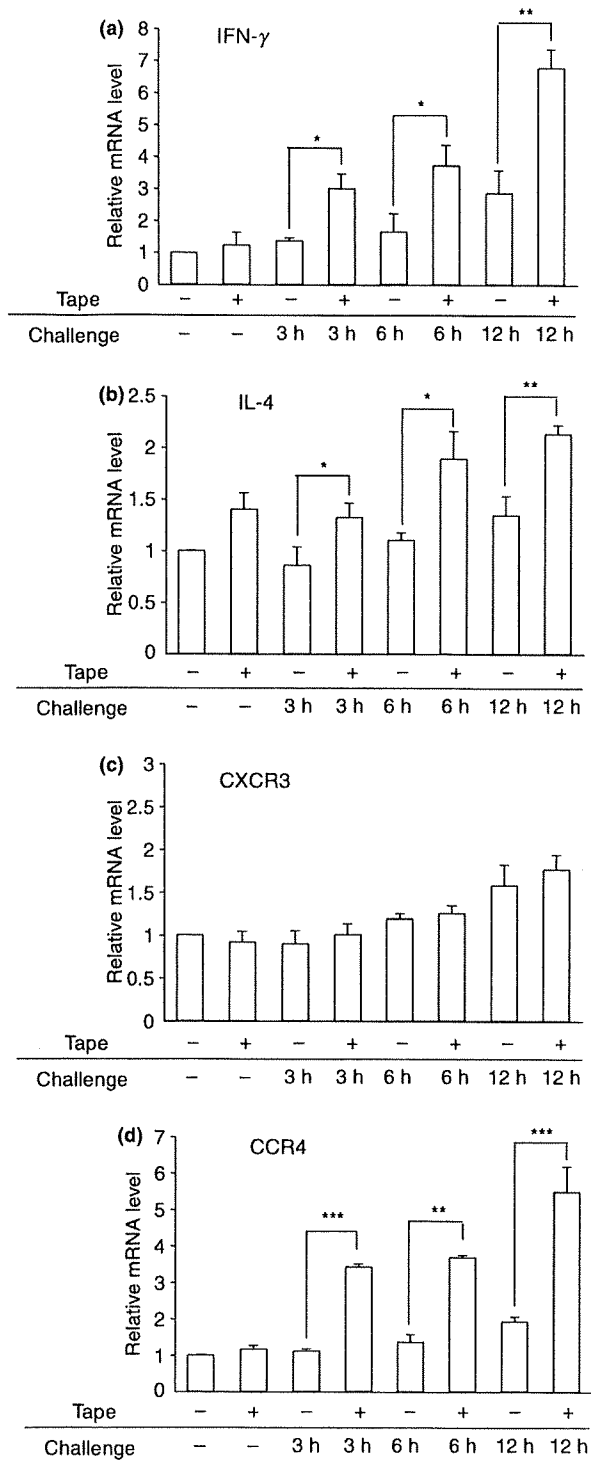 (a)
IFN-γ
**
*
*
Relative mRNA level
8
7
6
5
4
3
2
1
0
Tape – + – + – + – +
Challenge – – 3 h 3 h 6 h 6 h 12 h 12 h
(b)
IL-4
**
*
*
Relative mRNA level
2.5
2
1.5
1
0.5
0
Tape – + – + – + – +
Challenge – – 3 h 3 h 6 h 6 h 12 h 12 h
(c)
CXCR3
Relative mRNA level
3
2.5
2
1.5
1
0.5
0
Tape – + – + – + – +
Challenge – – 3 h 3 h 6 h 6 h 12 h 12 h
(d)
CCR4
***
**
***
Relative mRNA level
7
6
5
4
3
2
1
0
Tape – + – + – + – +
Challenge – – 3 h 3 h 6 h 6 h 12 h 12 h